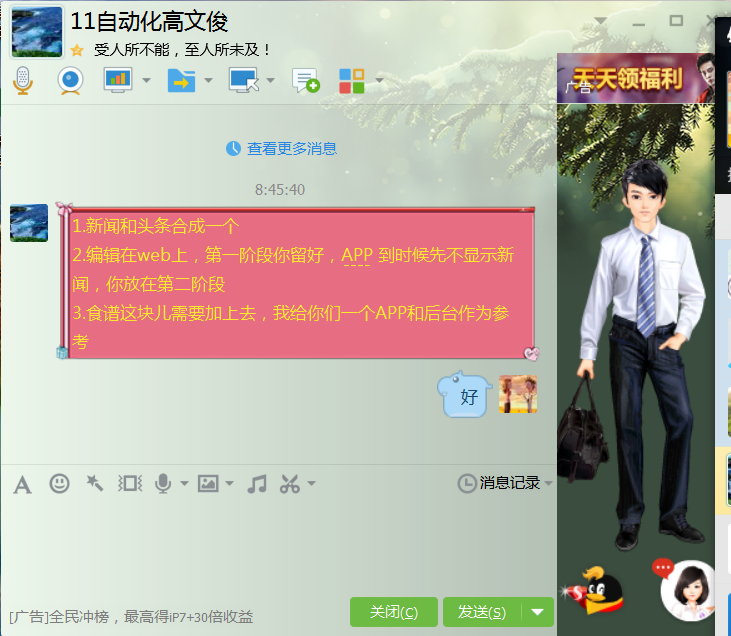 11自动化高文俊
受人所不能，至人所未及！
天天领福利
广告
查看更多消息
8:45:40
1.新闻和头条合成一个
2.编辑在web上，第一阶段你留好，APP 到时候先不显示新
闻，你放在第二阶段
3.食谱这块儿需要加上去，我给你们一个APP和后台作为参
考
好
消息记录
[广告]全民冲榜，最高得iP7+30倍收益
关闭(C)
发送(S)